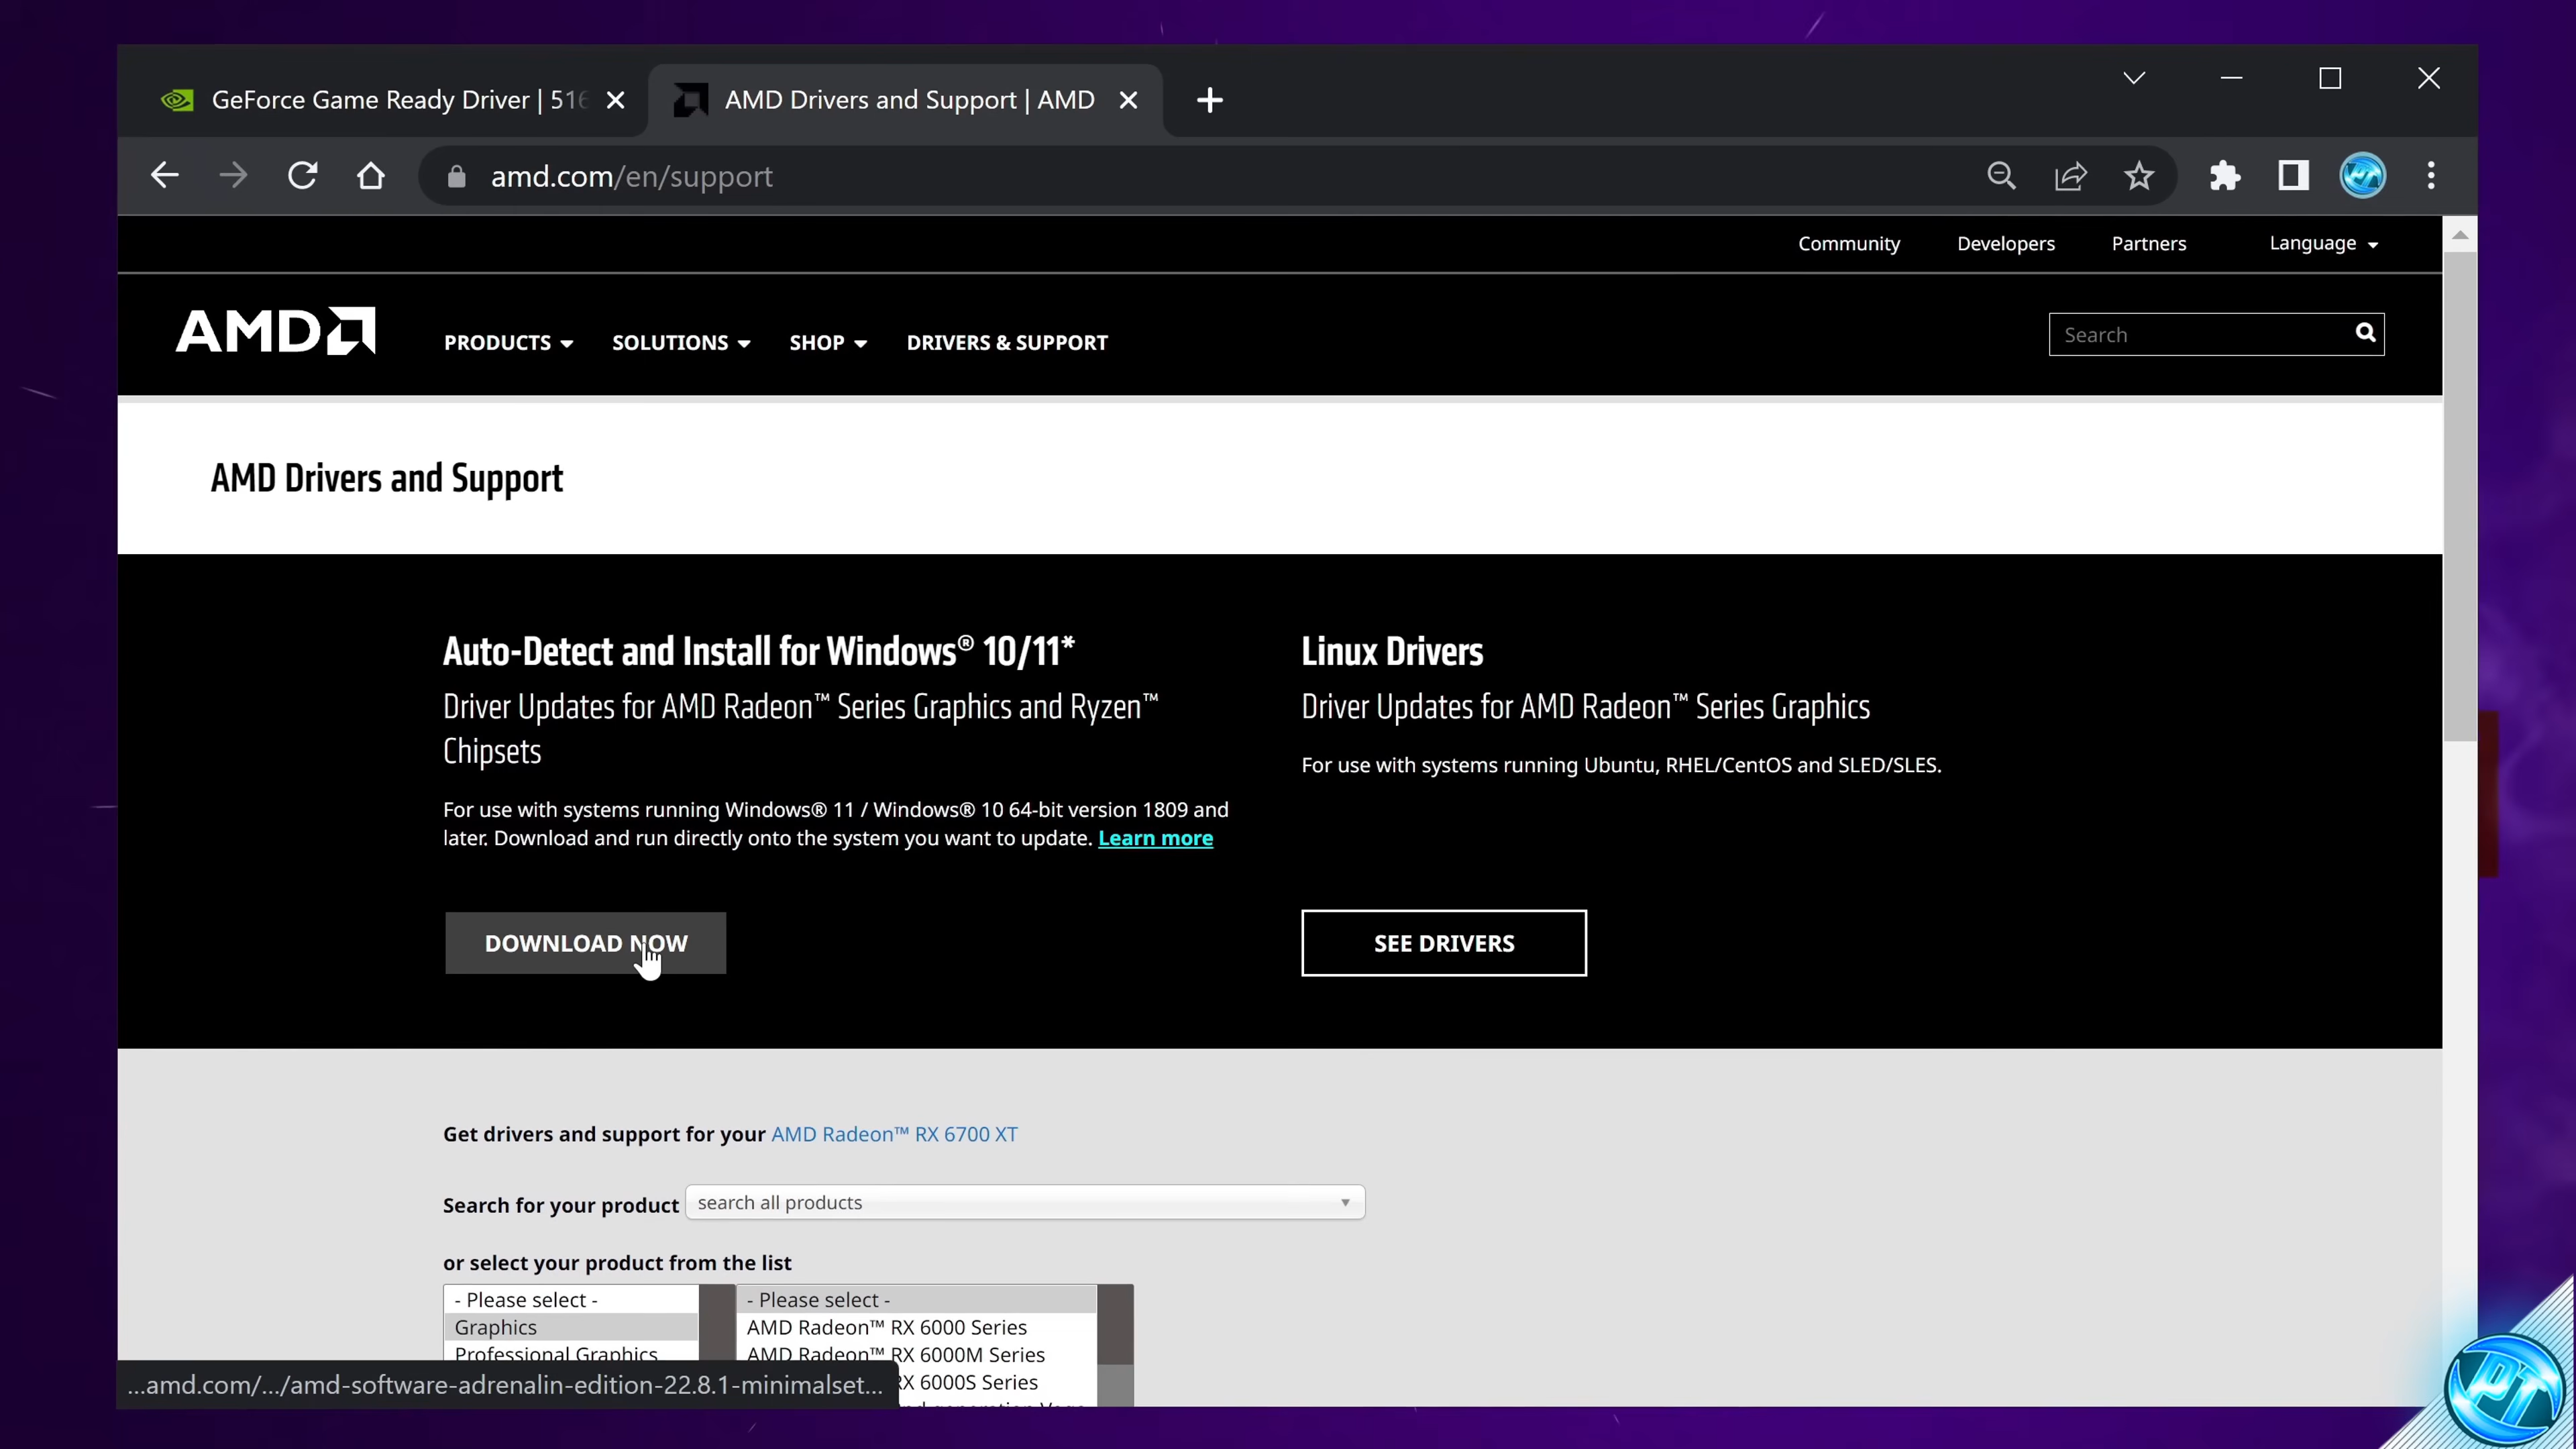 GeForce Game Ready Driver | 516
AMD Drivers and Support | AMD
amd.com/en/support
Community Developers Partners Language
AMD
PRODUCTS SOLUTIONS SHOP DRIVERS & SUPPORT
Search
AMD Drivers and Support
Auto-Detect and Install for Windows® 10/11*
Driver Updates for AMD Radeon™ Series Graphics and Ryzen™
Chipsets
For use with systems running Windows® 11 / Windows® 10 64-bit version 1809 and
later. Download and run directly onto the system you want to update. Learn more
DOWNLOAD NOW
Linux Drivers
Driver Updates for AMD Radeon™ Series Graphics
For use with systems running Ubuntu, RHEL/CentOS and SLED/SLES.
SEE DRIVERS
Get drivers and support for your AMD Radeon™ RX 6700 XT
Search for your product search all products
or select your product from the list
- Please select -
Graphics
Professional Graphics
- Please select -
AMD Radeon™ RX 6000 Series
AMD Radeon™ RX 6000M Series
RX 6000S Series
...amd.com/.../amd-software-adrenalin-edition-22.8.1-minimalset...
PT